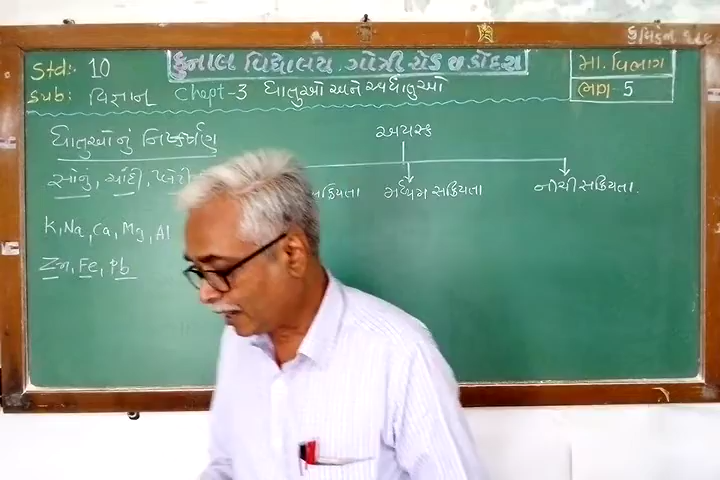 Std: 10
કુનાલ વિદ્યાલય ગોત્રી રોડ વડોદરા
મા. વિભાગ
Sub: વિજ્ઞાન
Chept-3 ધાતુઓ અને અધાતુઓ
ભાગ- 5
ધાતુઓનું નિષ્કર્ષણ
અયસ્ક
સોનું, ચાંદી, પ્લેટી
સક્રિયતા
મધ્યમ સક્રિયતા
નીચી સક્રિયતા
K, Na, Ca, Mg, Al
Zn, Fe, Pb